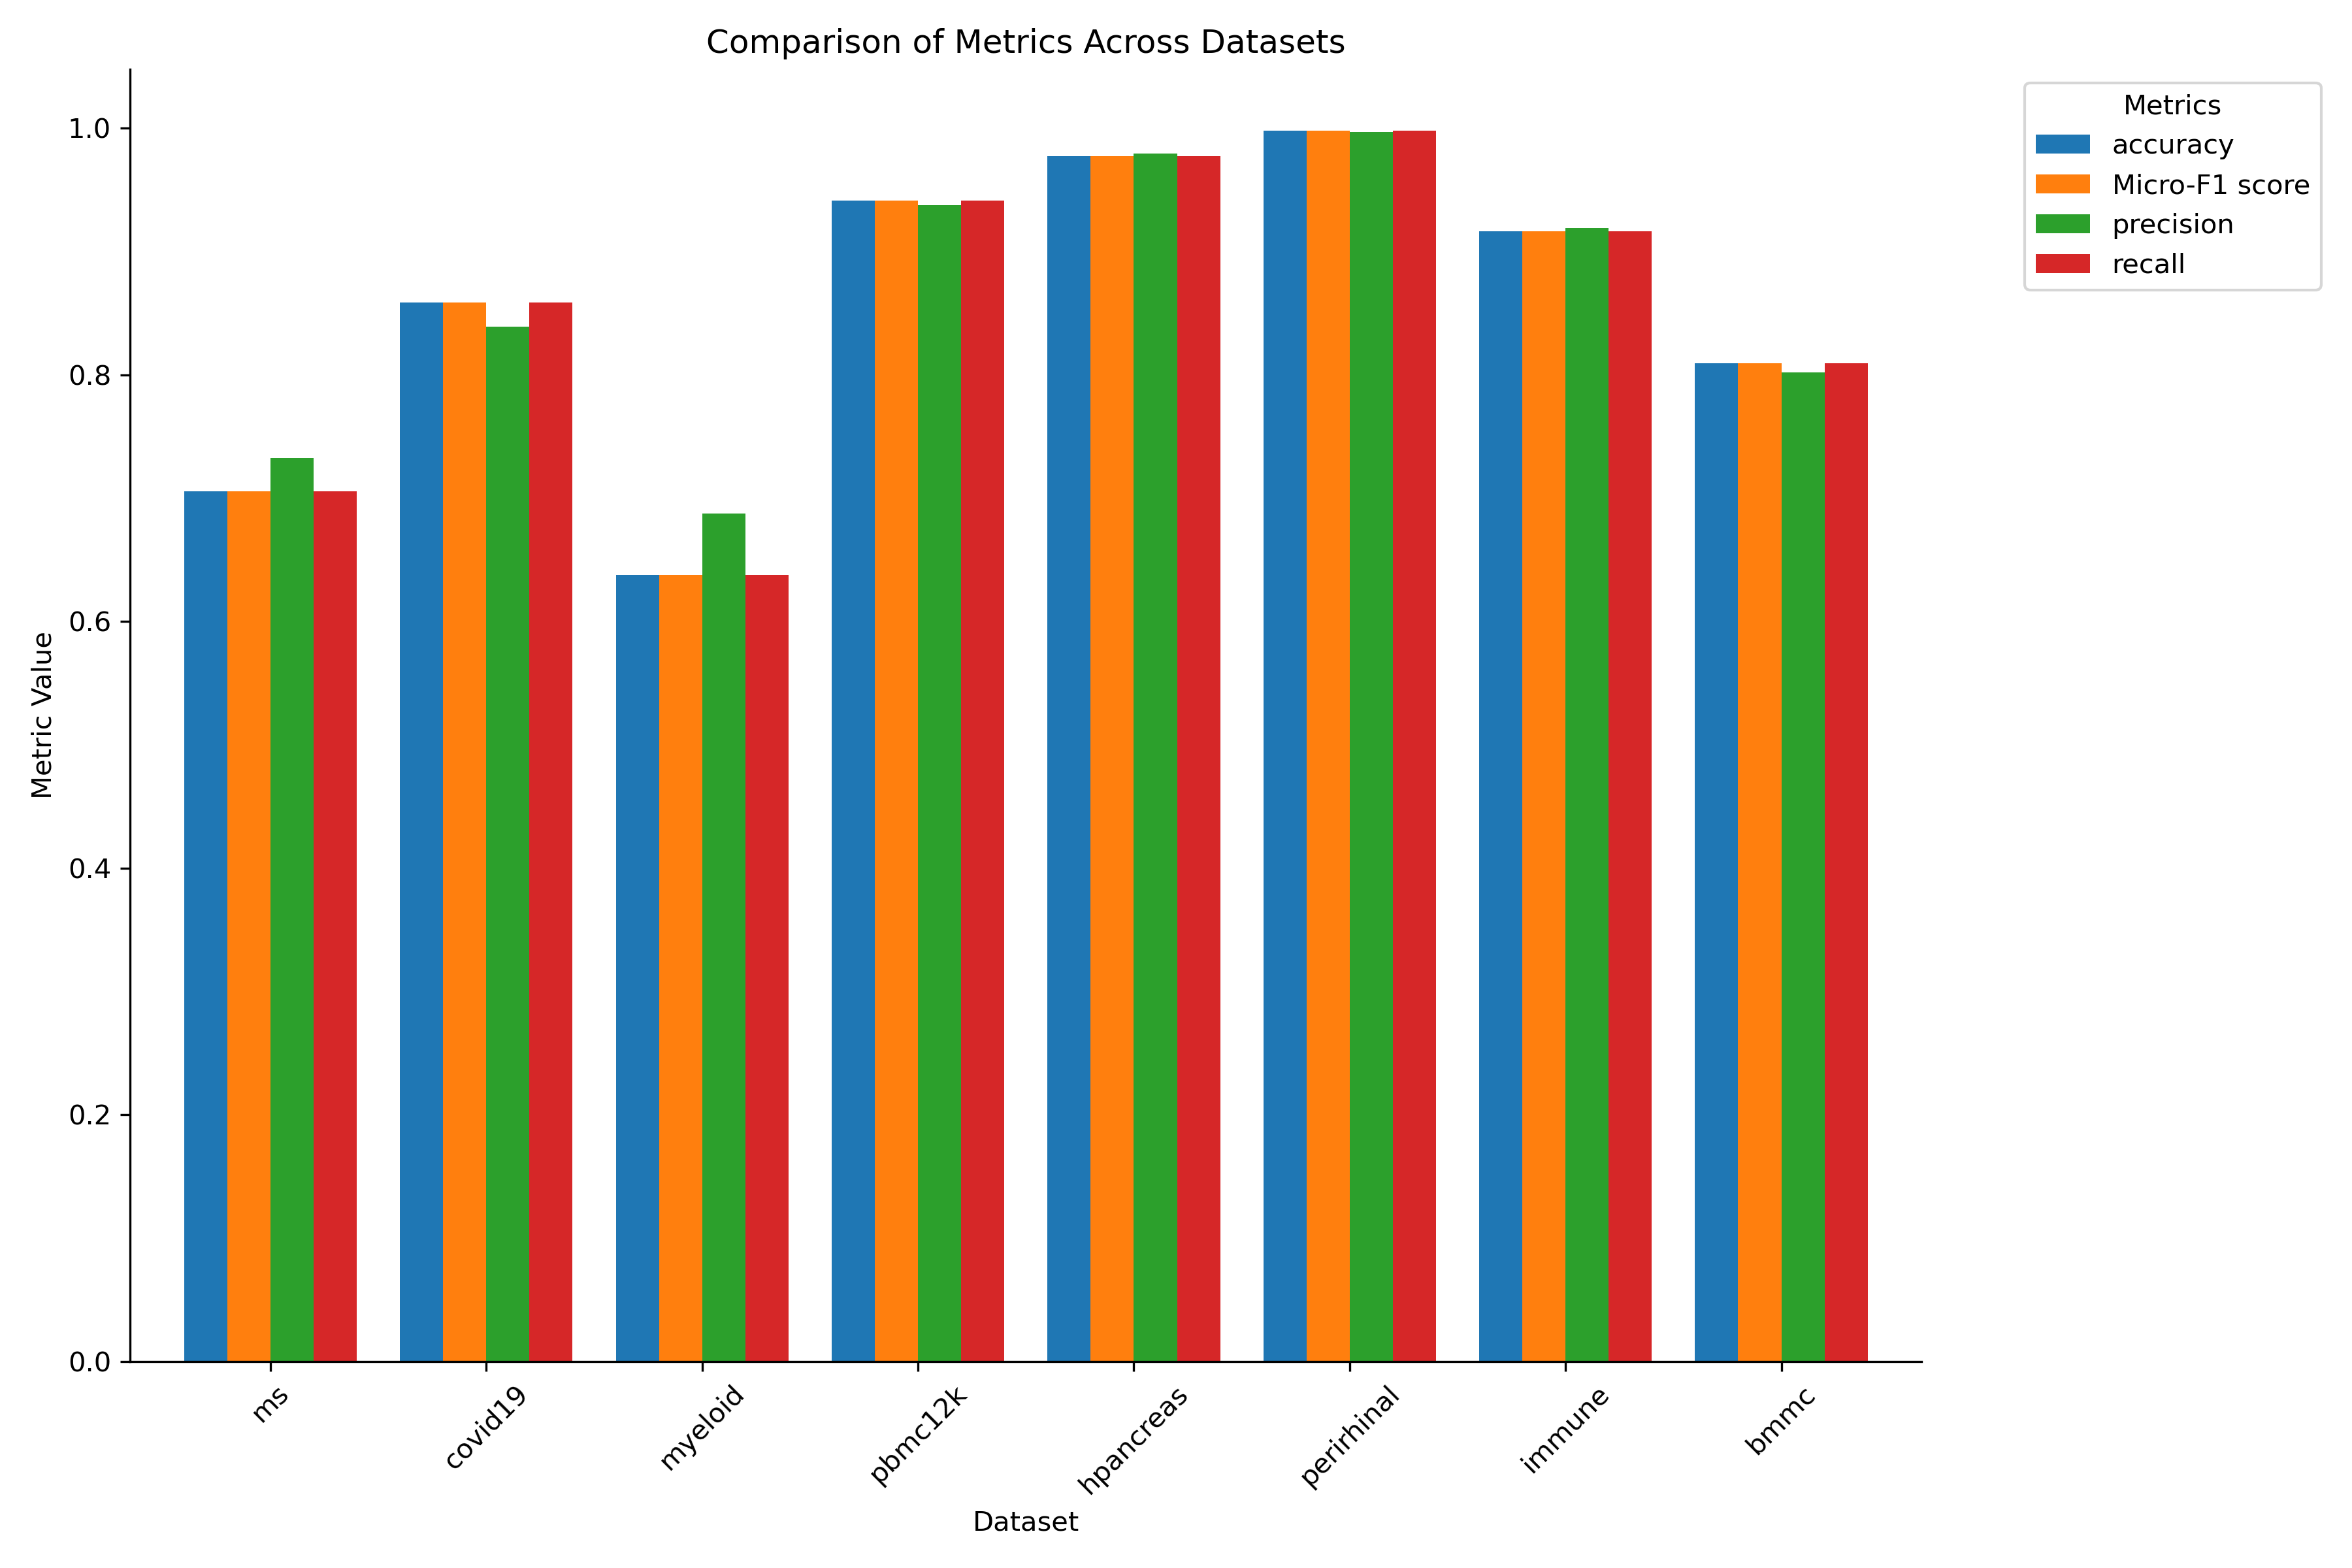 Comparison of Metrics Across Datasets
Metrics
accuracy
Micro-F1 score
precision
recall
Metric Value
1.0
0.8
0.6
0.4
0.2
0.0
ms
covid19
myeloid
pbmc12k
hpancreas
perirhinal
immune
bmmc
Dataset